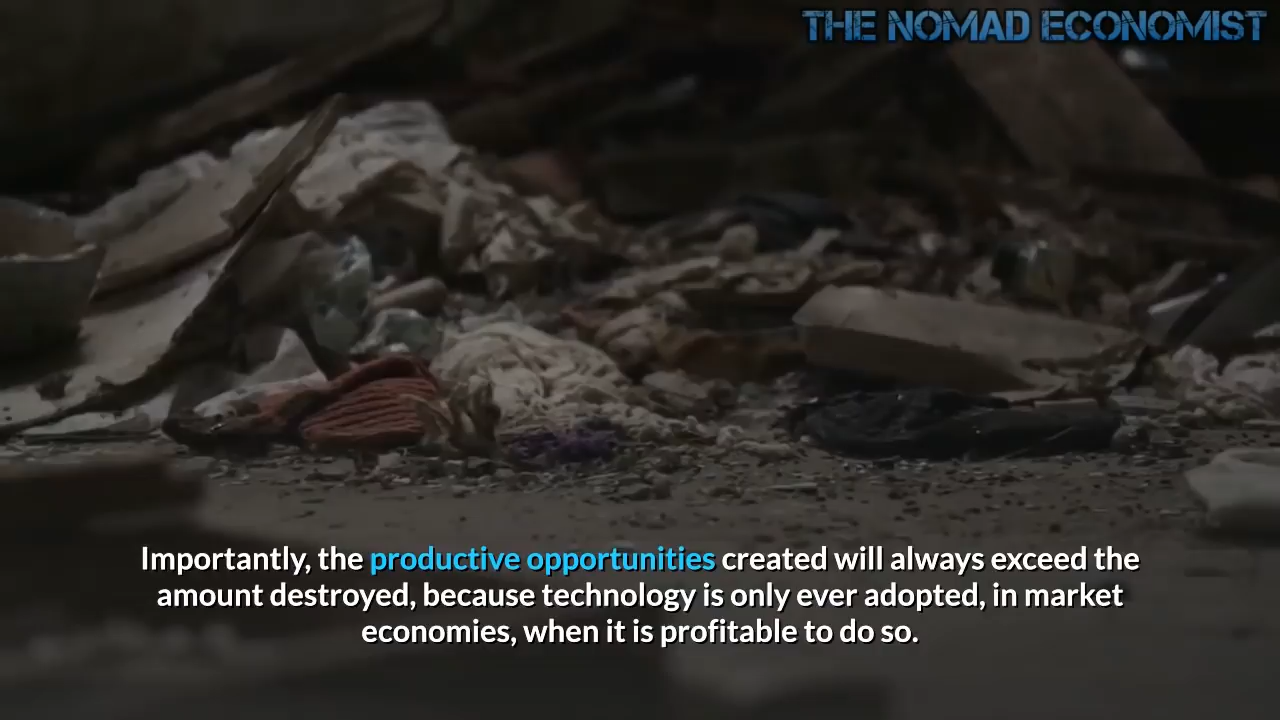 THE NOMAD ECONOMIST
Importantly, the productive opportunities created will always exceed the
amount destroyed, because technology is only ever adopted, in market
economies, when it is profitable to do so.